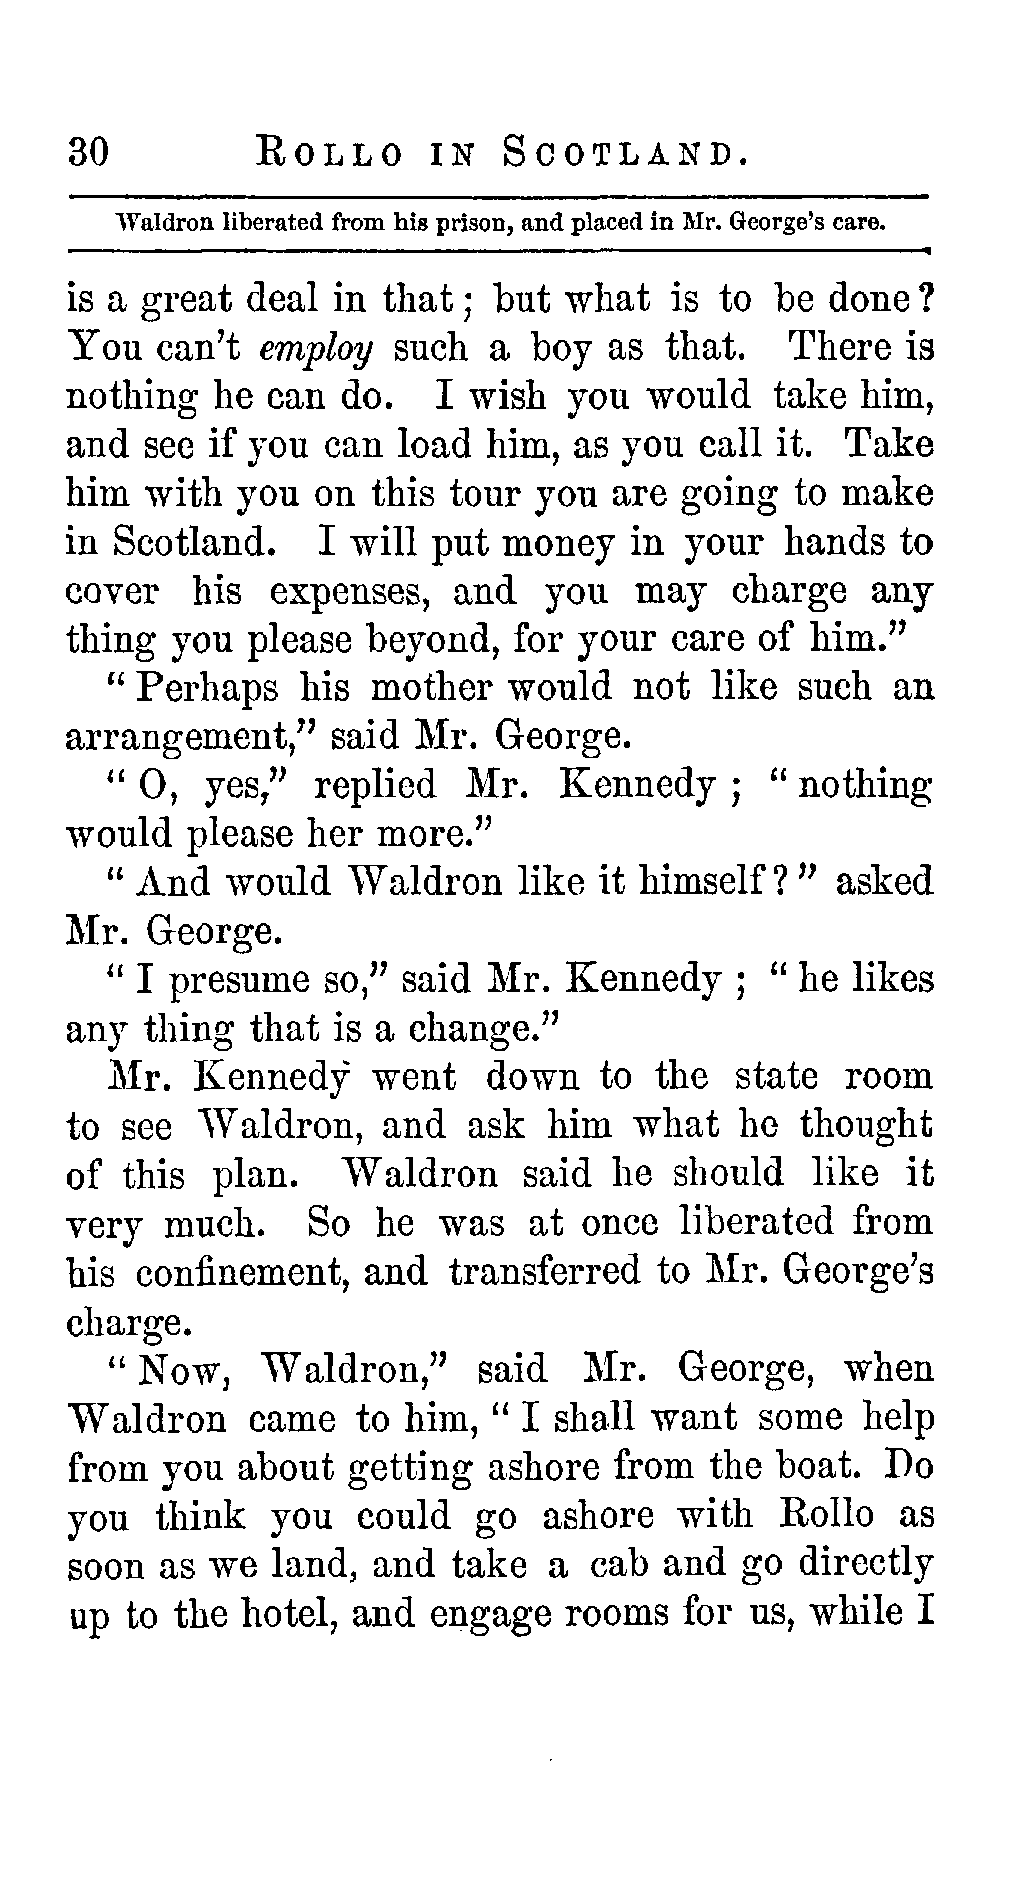 30 ROLLO IN SCOTLAND.
Waldron liberated from his prison, and placed in Mr. George's care.
is a great deal in that; but what is to be done?
You can't employ such a boy as that. There is
nothing he can do. I wish you would take him,
and see if you can load him, as you call it. Take
him with you on this tour you are going to make
in Scotland. I will put money in your hands to
cover his expenses, and you may charge any
thing you please beyond, for your care of him."
"Perhaps his mother would not like such an
arrangement," said Mr. George.
"O, yes," replied Mr. Kennedy; "nothing
would please her more."
"And would Waldron like it himself?" asked
Mr. George.
"I presume so," said Mr. Kennedy; "he likes
any thing that is a change."
Mr. Kennedy went down to the state room
to see Waldron, and ask him what he thought
of this plan. Waldron said he should like it
very much. So he was at once liberated from
his confinement, and transferred to Mr. George's
charge.
"Now, Waldron," said Mr. George, when
Waldron came to him, "I shall want some help
from you about getting ashore from the boat. Do
you think you could go ashore with Rollo as
soon as we land, and take a cab and go directly
up to the hotel, and engage rooms for us, while I